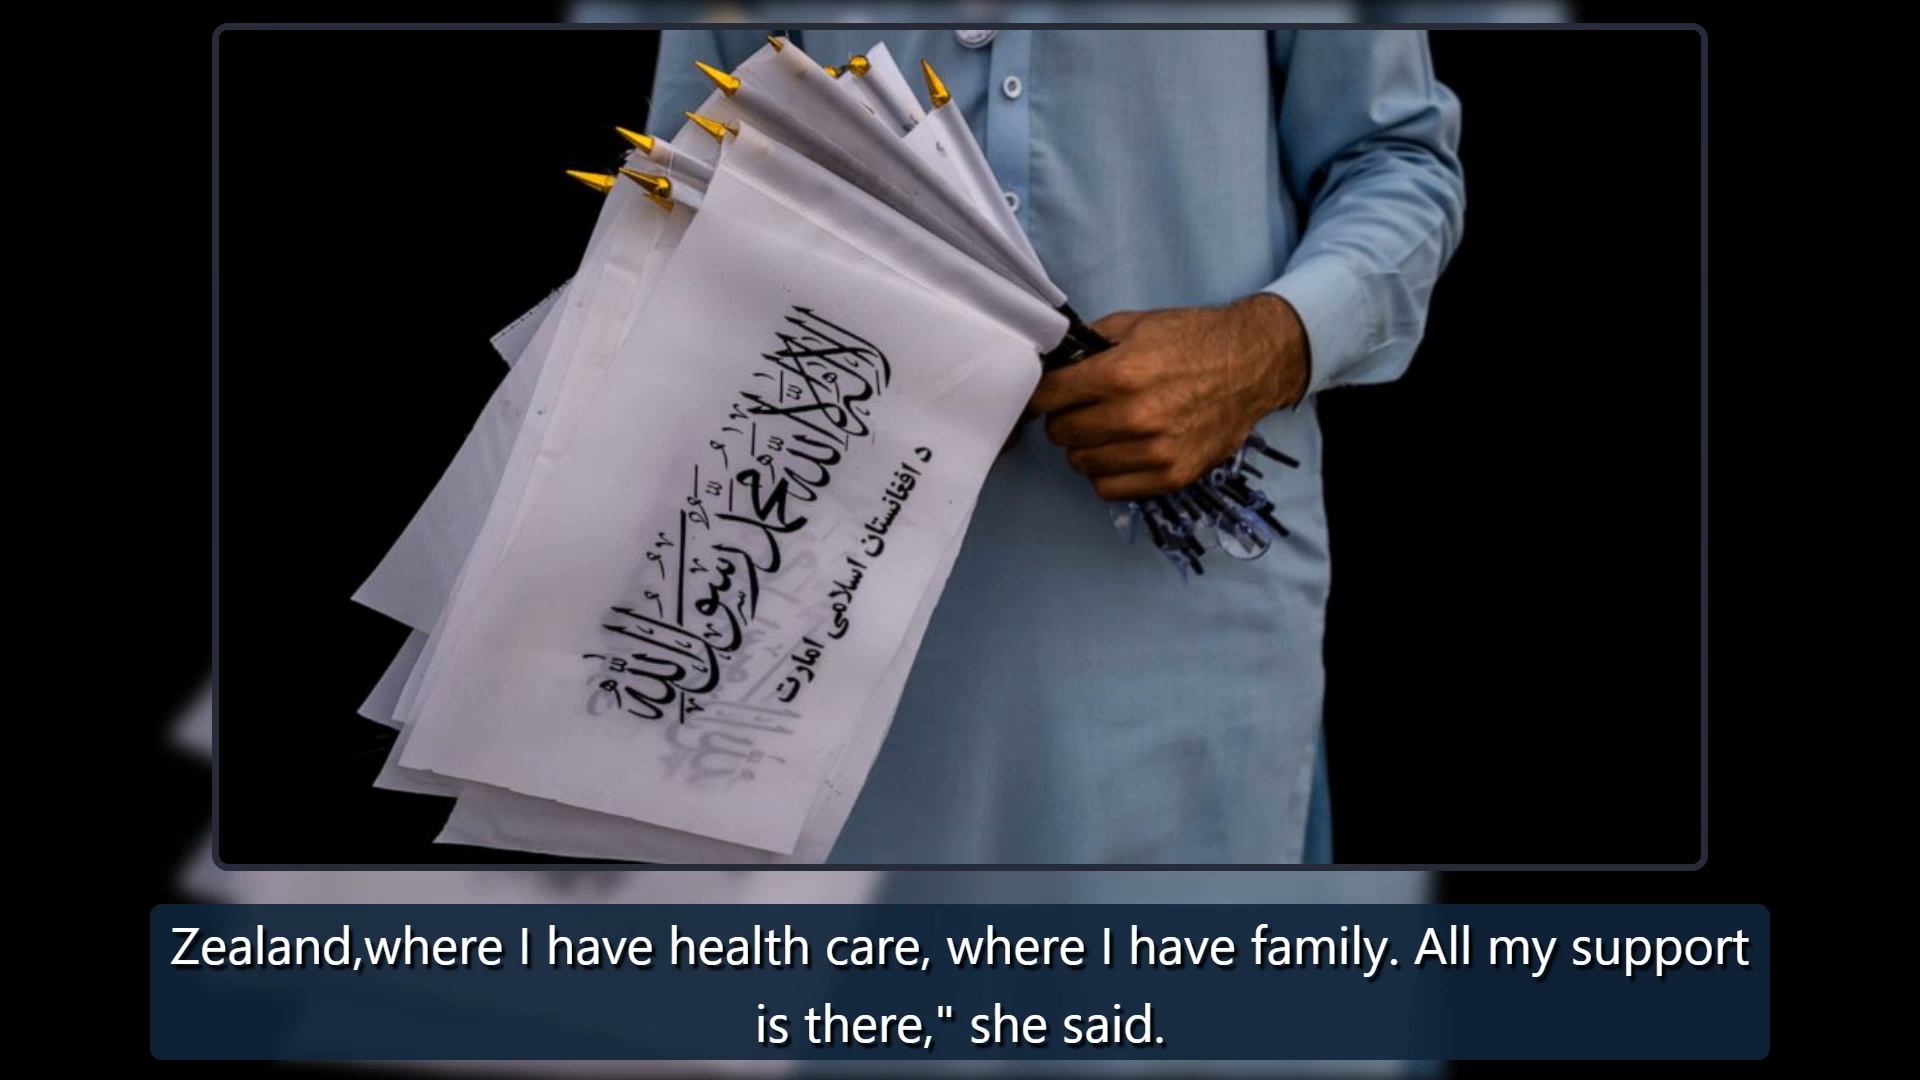 لا إله إلا الله محمد رسول الله
د افغانستان اسلامی امارت
Zealand,where I have health care, where I have family. All my support
is there," she said.